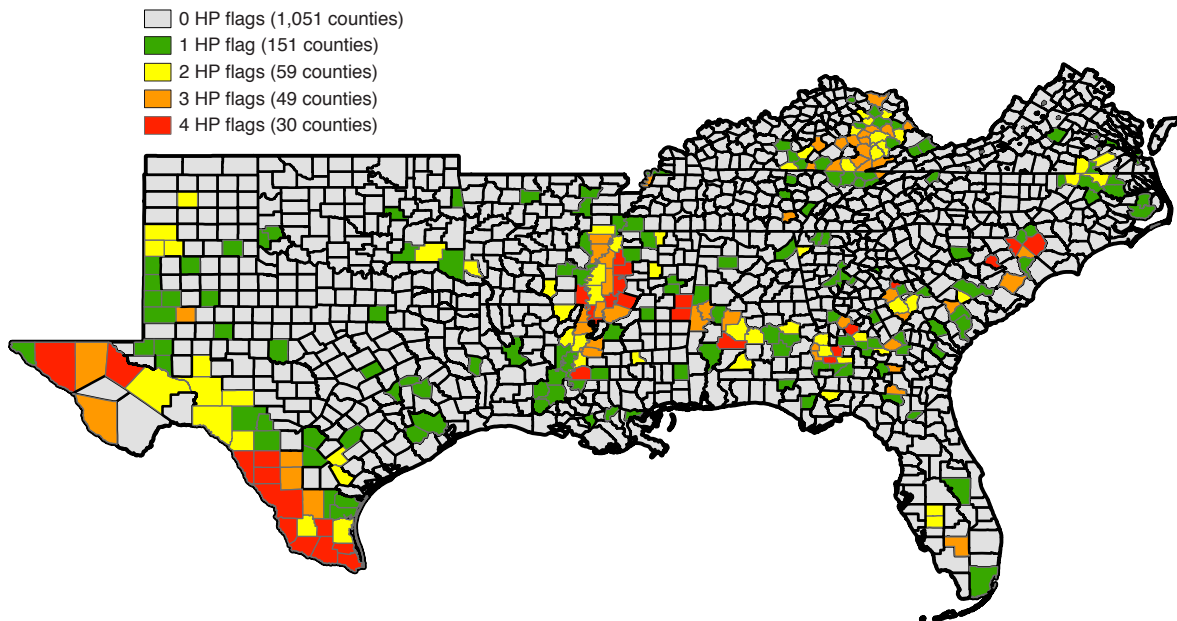 0 HP flags (1,051 counties)
1 HP flag (151 counties)
2 HP flags (59 counties)
3 HP flags (49 counties)
4 HP flags (30 counties)